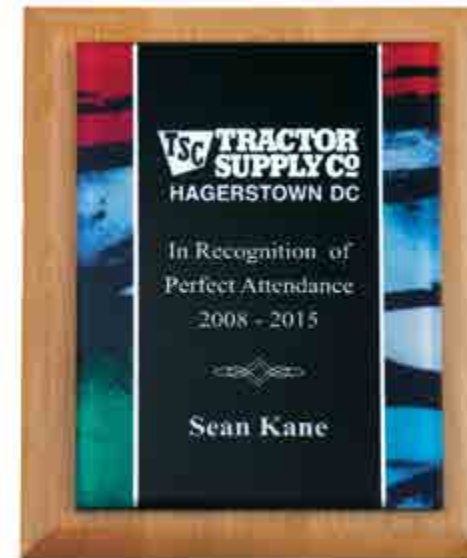 TSC TRACTOR
SUPPLY CO
HAGERSTOWN DC
In Recognition of
Perfect Attendance
2008 - 2015
Sean Kane